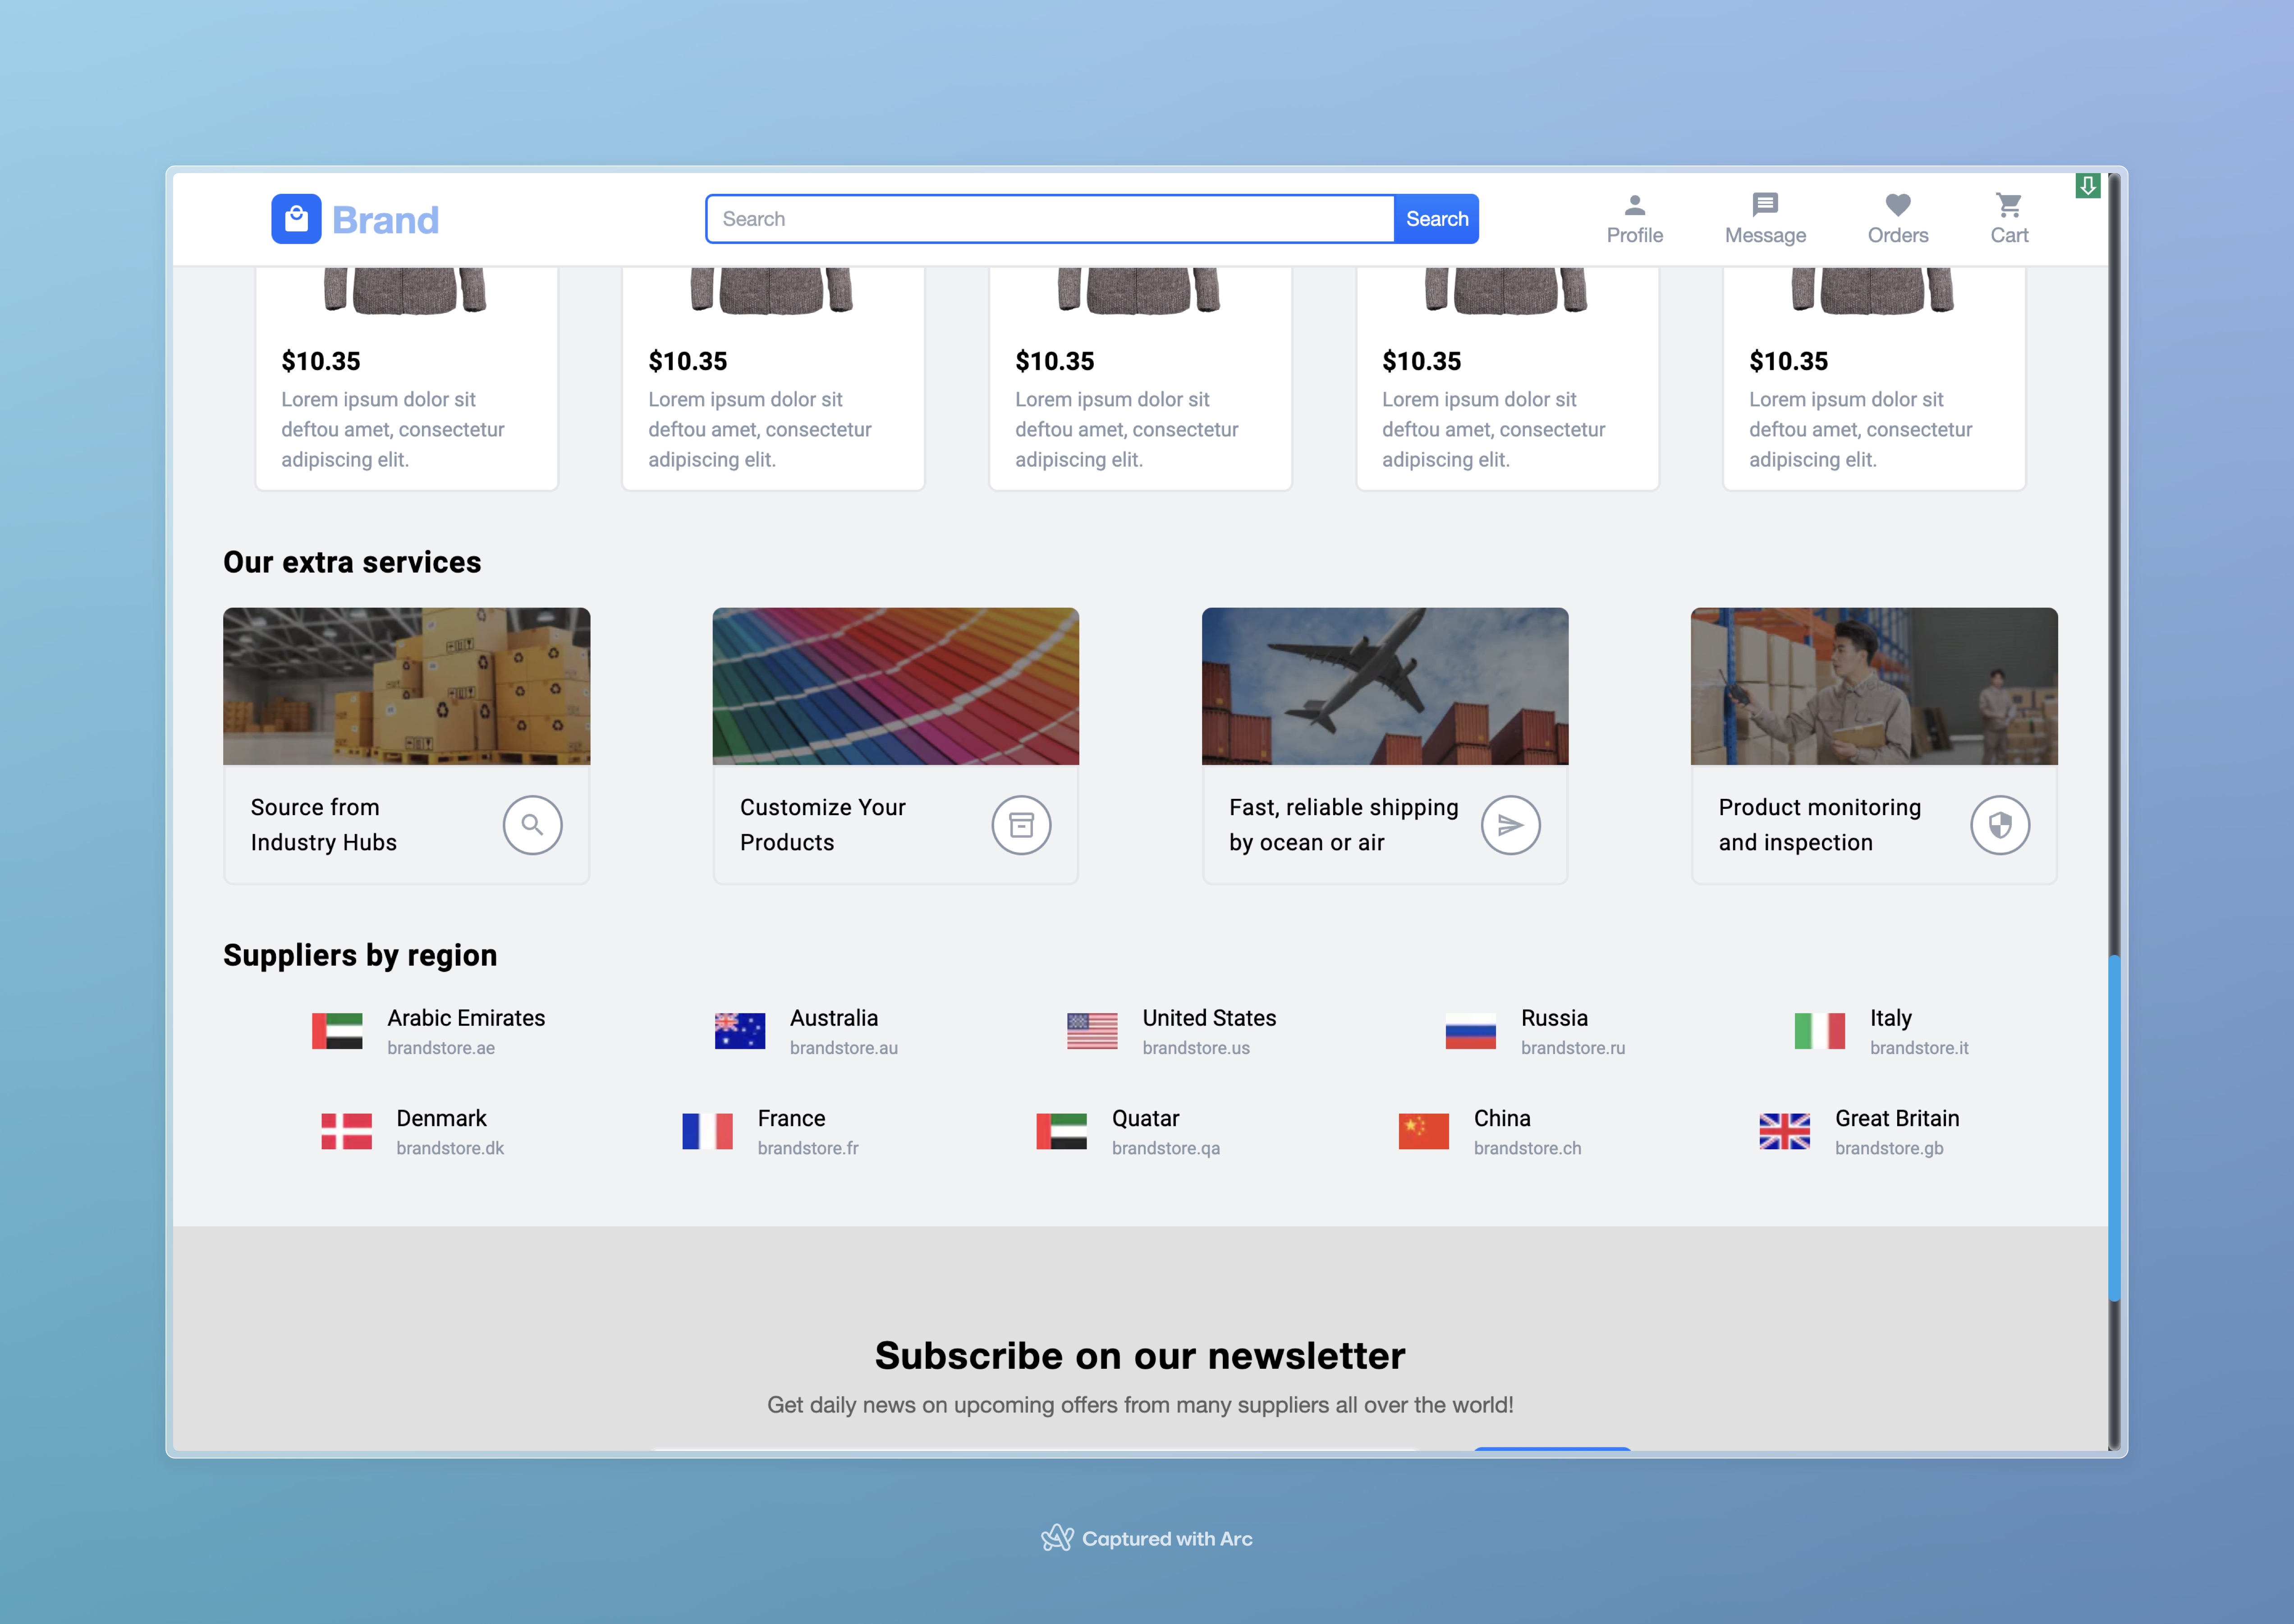 Brand
Search
Search
Profile
Message
Orders
Cart
$10.35
Lorem ipsum dolor sit
deftou amet, consectetur
adipiscing elit.
$10.35
Lorem ipsum dolor sit
deftou amet, consectetur
adipiscing elit.
$10.35
Lorem ipsum dolor sit
deftou amet, consectetur
adipiscing elit.
$10.35
Lorem ipsum dolor sit
deftou amet, consectetur
adipiscing elit.
$10.35
Lorem ipsum dolor sit
deftou amet, consectetur
adipiscing elit.
Our extra services
Source from
Industry Hubs
Customize Your
Products
Fast, reliable shipping
by ocean or air
Product monitoring
and inspection
Suppliers by region
Arabic Emirates
brandstore.ae
Australia
brandstore.au
United States
brandstore.us
Russia
brandstore.ru
Italy
brandstore.it
Denmark
brandstore.dk
France
brandstore.fr
Quatar
brandstore.qa
China
brandstore.ch
Great Britain
brandstore.gb
Subscribe on our newsletter
Get daily news on upcoming offers from many suppliers all over the world!
Captured with Arc